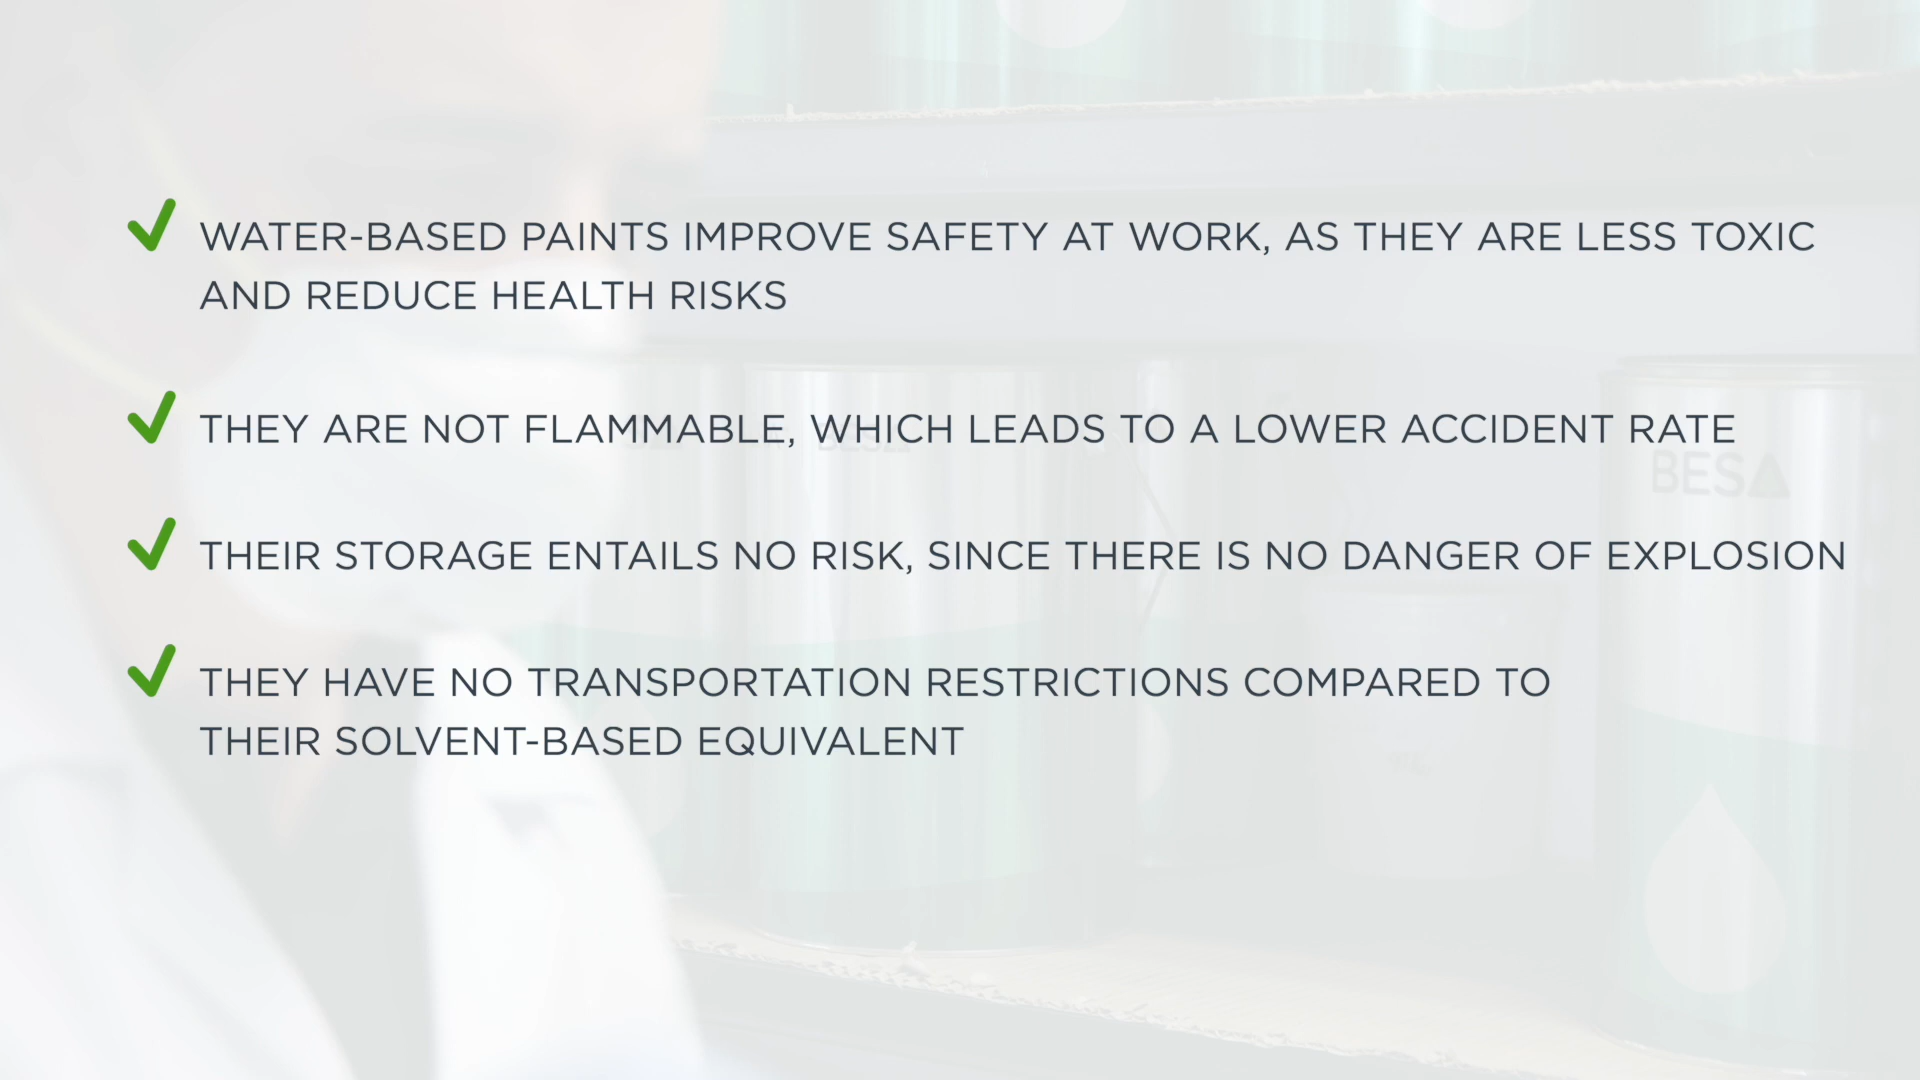 WATER-BASED PAINTS IMPROVE SAFETY AT WORK, AS THEY ARE LESS TOXIC
AND REDUCE HEALTH RISKS
THEY ARE NOT FLAMMABLE, WHICH LEADS TO A LOWER ACCIDENT RATE
BESA
BESA
THEIR STORAGE ENTAILS NO RISK, SINCE THERE IS NO DANGER OF EXPLOSION
THEY HAVE NO TRANSPORTATION RESTRICTIONS COMPARED TO
THEIR SOLVENT-BASED EQUIVALENT